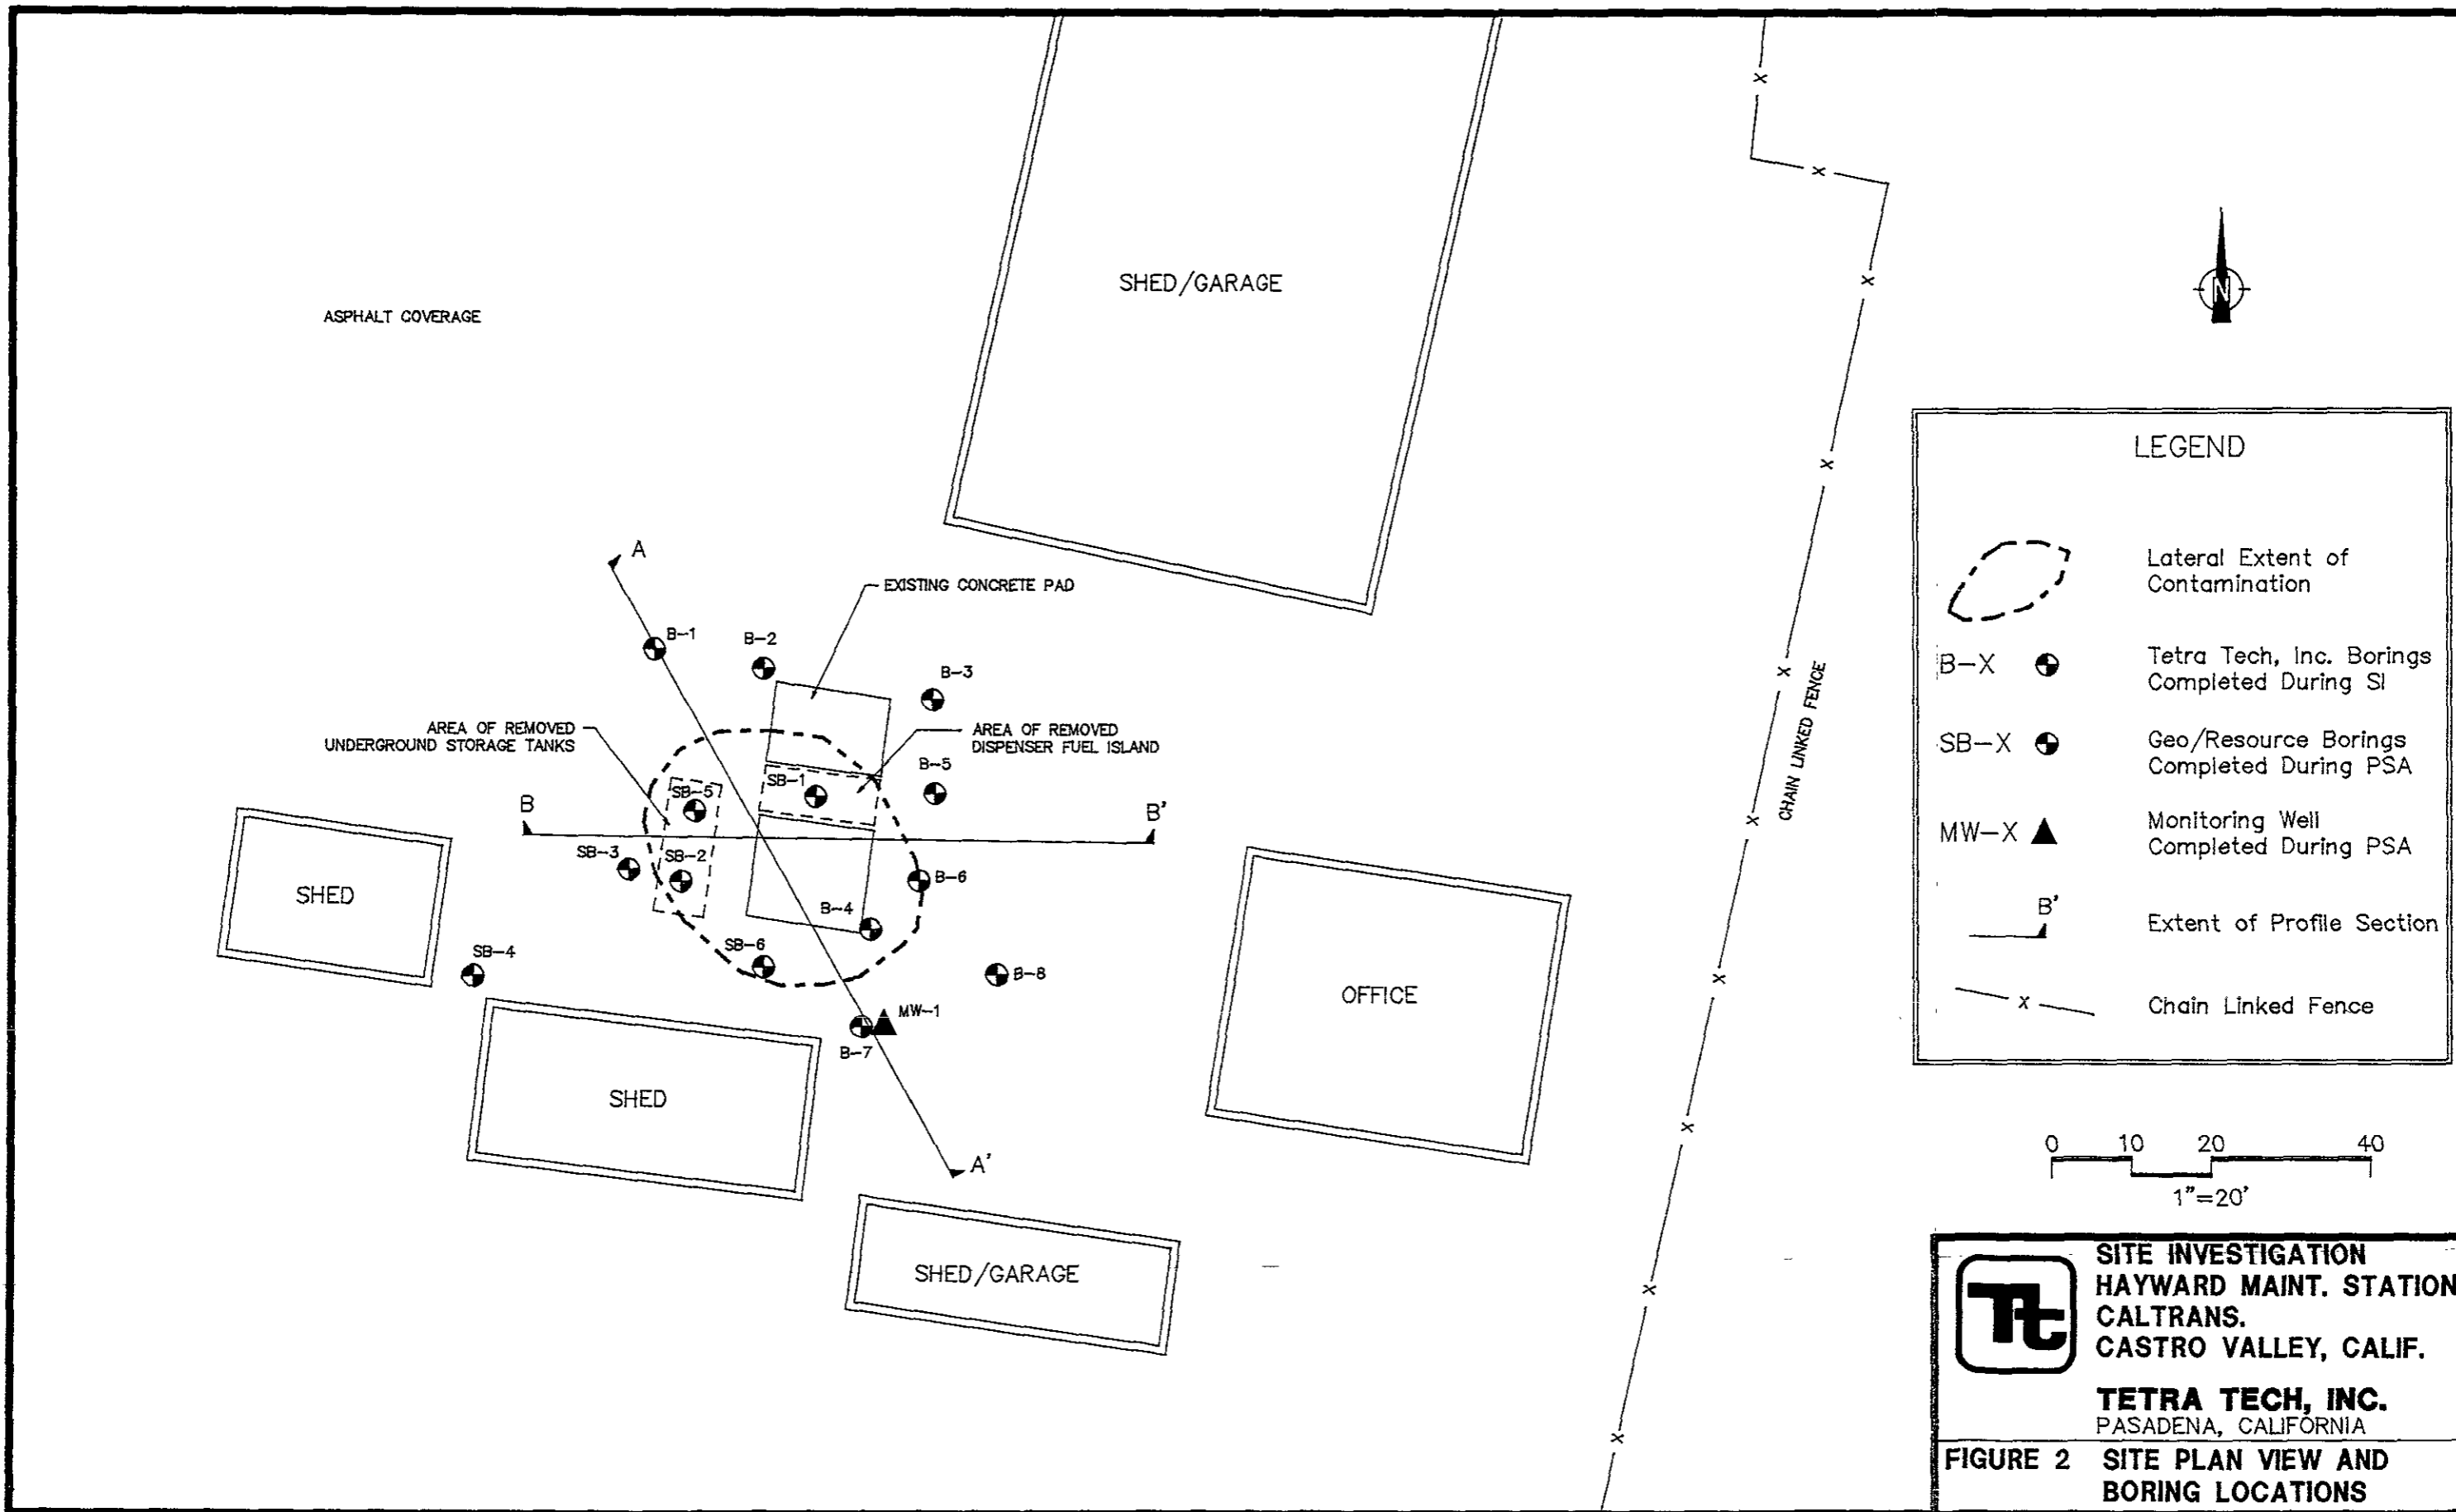 SHED/GARAGE
ASPHALT COVERAGE
N
A
EXISTING CONCRETE PAD
B-1
B-2
B-3
AREA OF REMOVED
UNDERGROUND STORAGE TANKS
AREA OF REMOVED
DISPENSER FUEL ISLAND
CHAIN LINKED FENCE
SB-1
B-5
SB-5
B
B'
SB-3
SB-2
B-6
SHED
B-4
SB-6
SB-4
B-8
OFFICE
MW-1
B-7
SHED
A'
SHED/GARAGE
x
x
x
x
x
x
x
x
x
x
x
LEGEND
Lateral Extent of
Contamination
B-X
Tetra Tech, Inc. Borings
Completed During SI
SB-X
Geo/Resource Borings
Completed During PSA
MW-X
Monitoring Well
Completed During PSA
B'
Extent of Profile Section
x
Chain Linked Fence
0 10 20 40
1"=20'
Tt
SITE INVESTIGATION
HAYWARD MAINT. STATION
CALTRANS.
CASTRO VALLEY, CALIF.
TETRA TECH, INC.
PASADENA, CALIFORNIA
FIGURE 2 SITE PLAN VIEW AND
BORING LOCATIONS